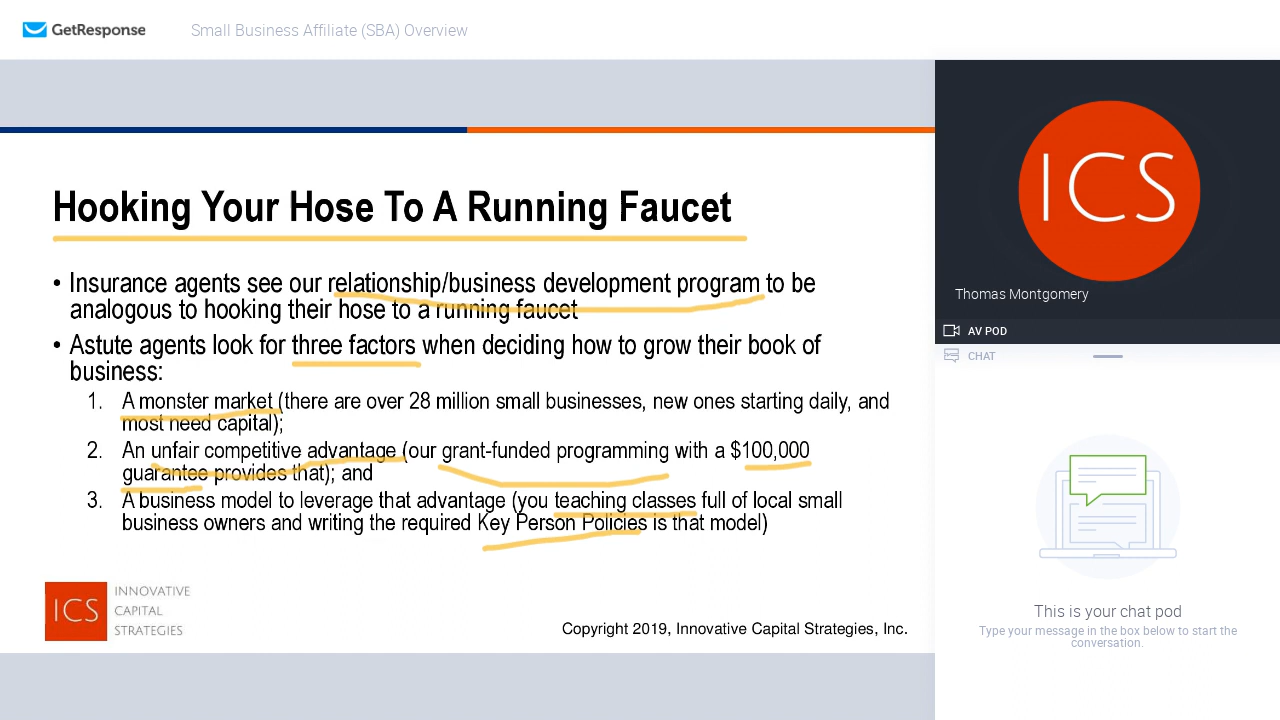 GetResponse
Small Business Affiliate (SBA) Overview
Hooking Your Hose To A Running Faucet
• Insurance agents see our relationship/business development program to be
analogous to hooking their hose to a running faucet
• Astute agents look for three factors when deciding how to grow their book of
business:
1. A monster market (there are over 28 million small businesses, new ones starting daily, and
most need capital);
2. An unfair competitive advantage (our grant-funded programming with a $100,000
guarantee provides that); and
3. A business model to leverage that advantage (you teaching classes full of local small
business owners and writing the required Key Person Policies is that model)
ICS
INNOVATIVE
CAPITAL
STRATEGIES
Copyright 2019, Innovative Capital Strategies, Inc.
ICS
Thomas Montgomery
AV POD
CHAT
This is your chat pod
Type your message in the box below to start the
conversation.